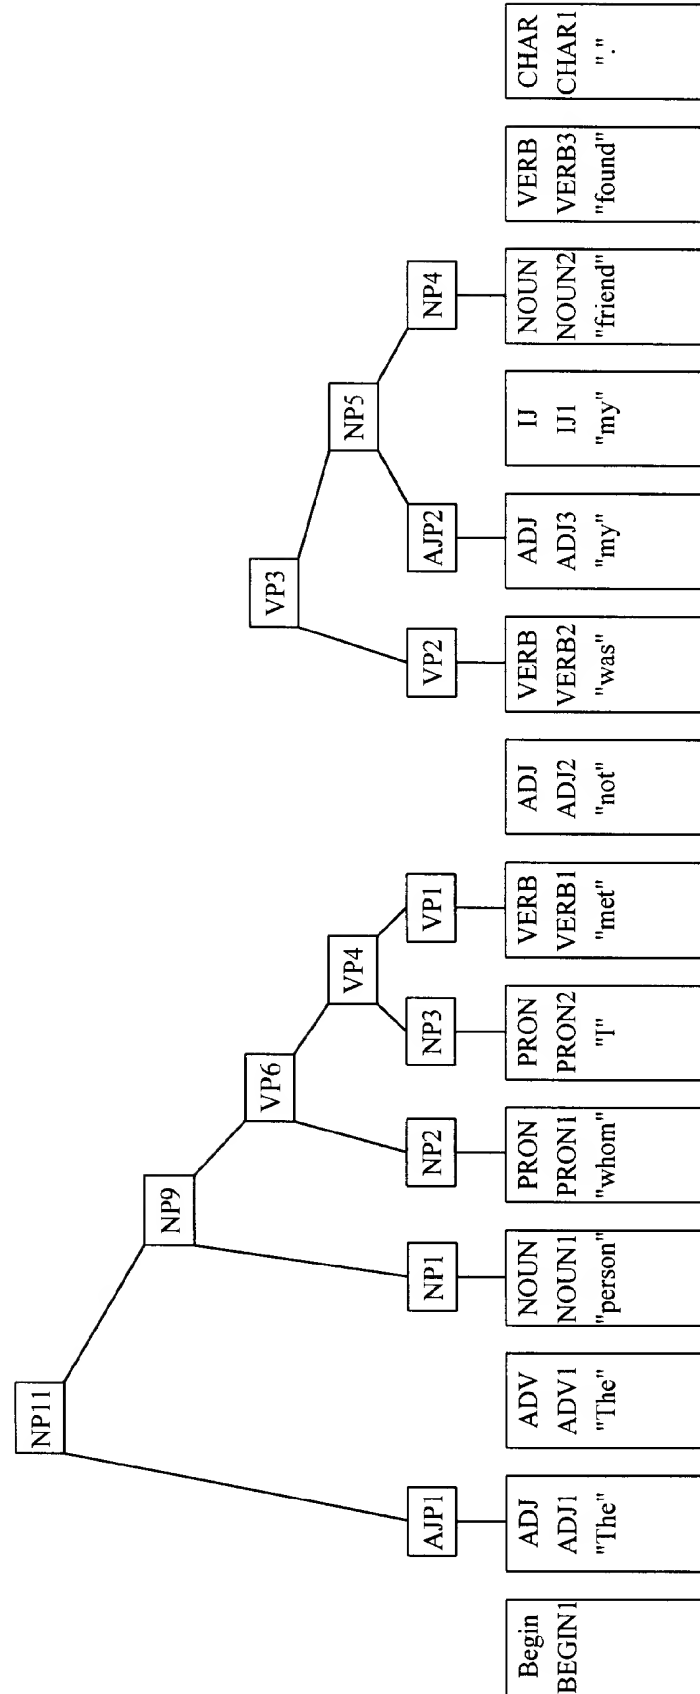 NP11
NP9
VP6
VP3
VP4
NP5
AJP1
NP1
NP2
NP3
VP1
VP2
AJP2
NP4
Begin
BEGIN1
ADJ
ADJ1
"The"
ADV
ADV1
"The"
NOUN
NOUN1
"person"
PRON
PRON1
"whom"
PRON
PRON2
"I"
VERB
VERB1
"met"
ADJ
ADJ2
"not"
VERB
VERB2
"was"
ADJ
ADJ3
"my"
IJ
IJ1
"my"
NOUN
NOUN2
"friend"
VERB
VERB3
"found"
CHAR
CHAR1
"."